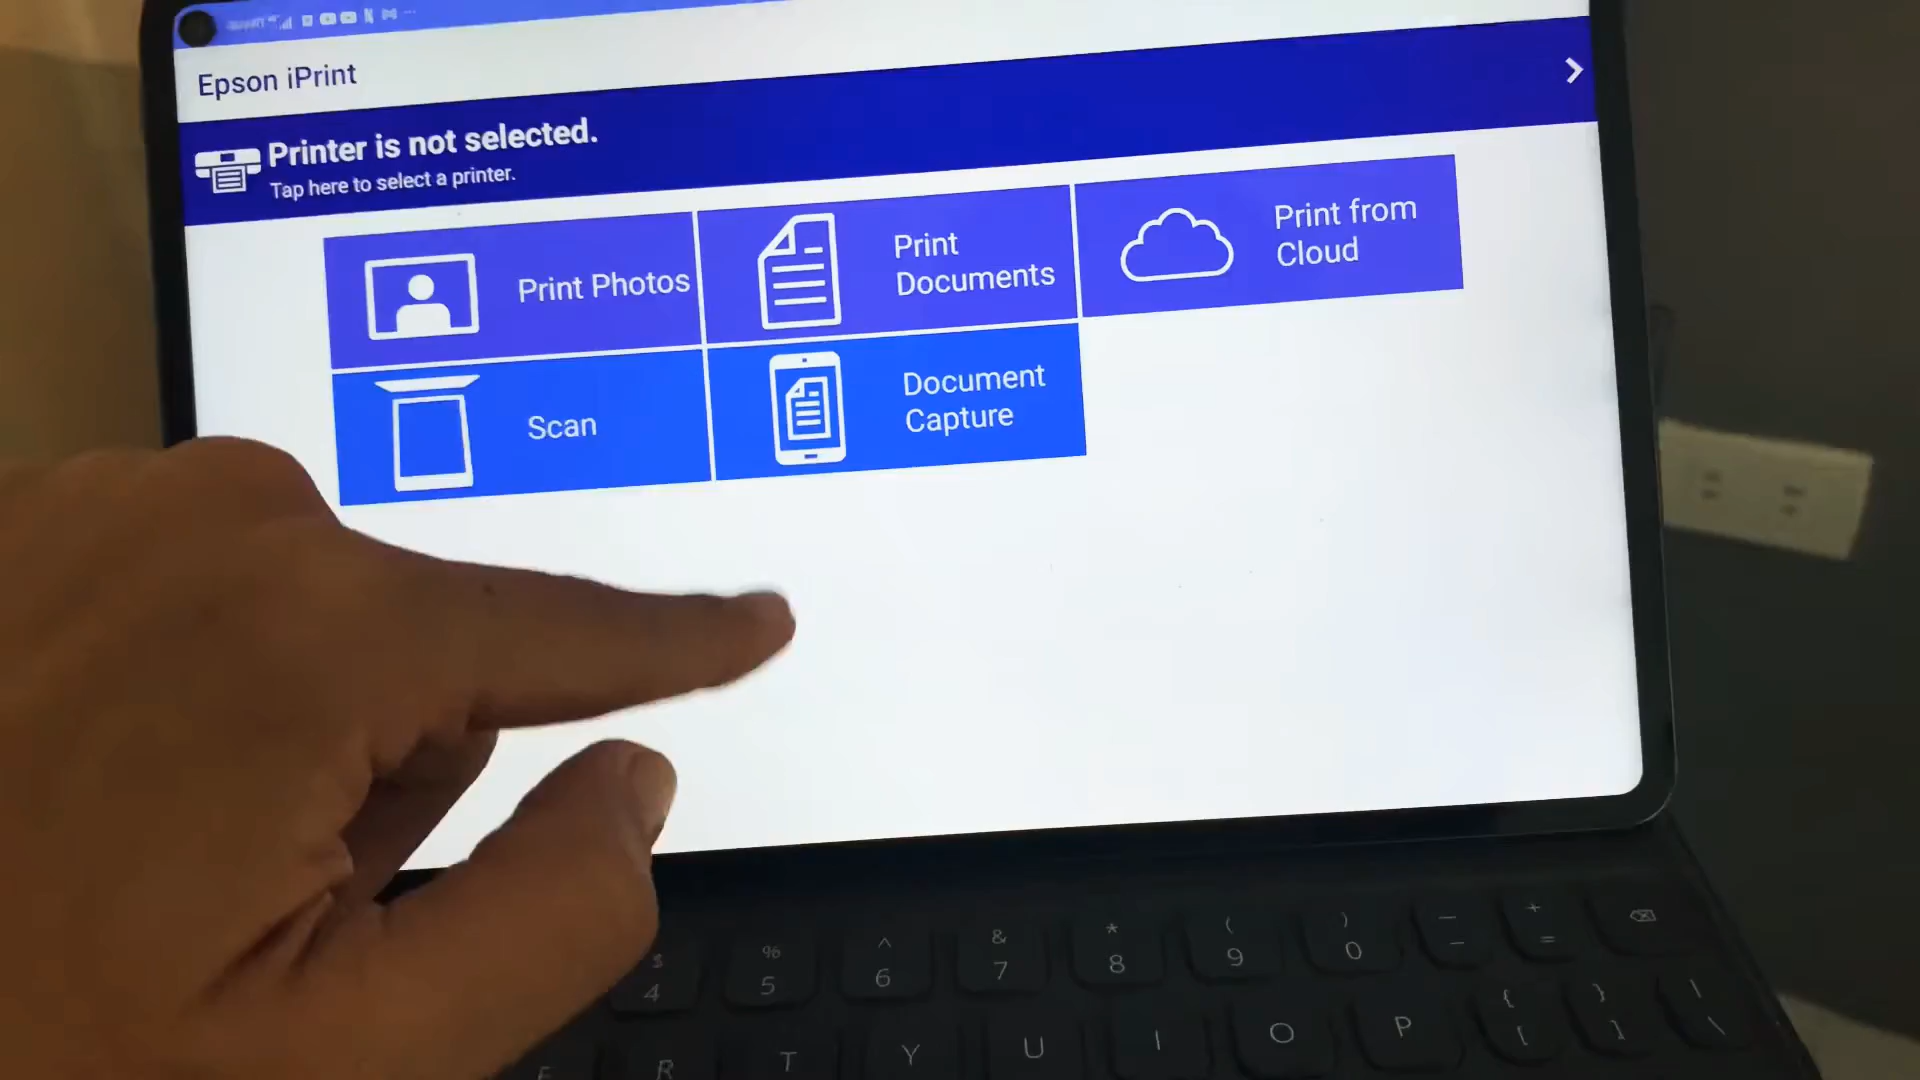 Epson iPrint
Printer is not selected.
Tap here to select a printer.
Print Photos
Print
Documents
Print from
Cloud
Scan
Document
Capture
$ % ^ & * ( ) — +
4 5 6 7 8 9 0 - =
{ } |
R T Y U I O P [ ] \